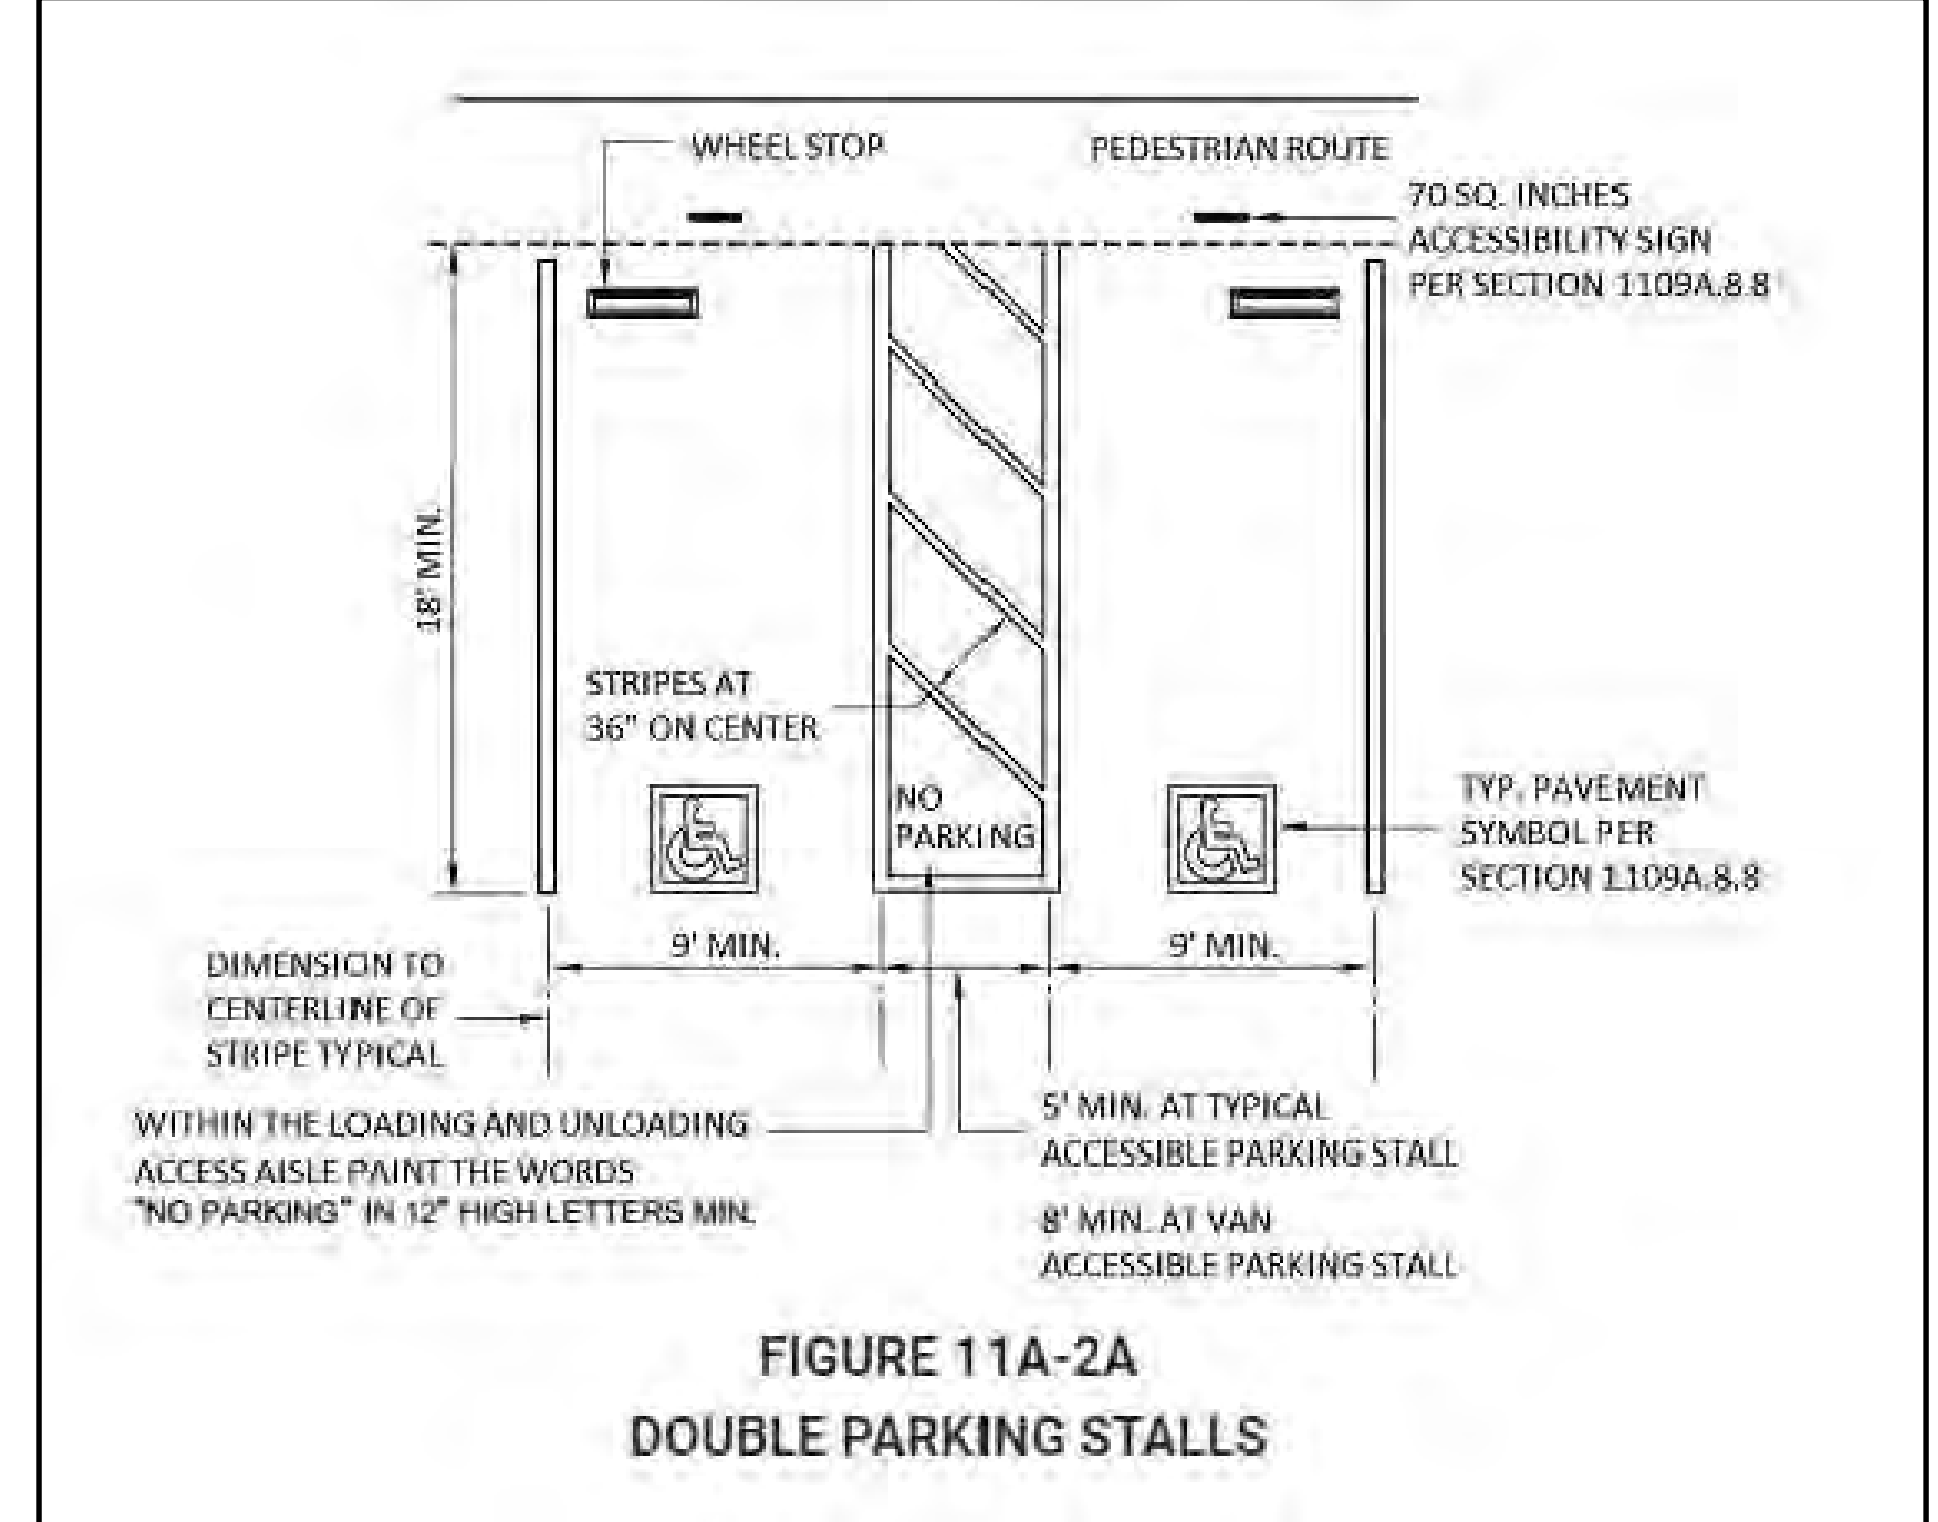 WHEEL STOP
PEDESTRIAN ROUTE
70 SQ. INCHES
ACCESSIBILITY SIGN
PER SECTION 1109A.8.8
18' MIN.
STRIPES AT
36" ON CENTER
NO
PARKING
TYP. PAVEMENT
SYMBOL PER
SECTION 1109A.8.8
9' MIN.
9' MIN.
DIMENSION TO
CENTERLINE OF
STRIPE TYPICAL
WITHIN THE LOADING AND UNLOADING
ACCESS AISLE PAINT THE WORDS
"NO PARKING" IN 12" HIGH LETTERS MIN.
5' MIN. AT TYPICAL
ACCESSIBLE PARKING STALL
8' MIN. AT VAN
ACCESSIBLE PARKING STALL
FIGURE 11A-2A
DOUBLE PARKING STALLS